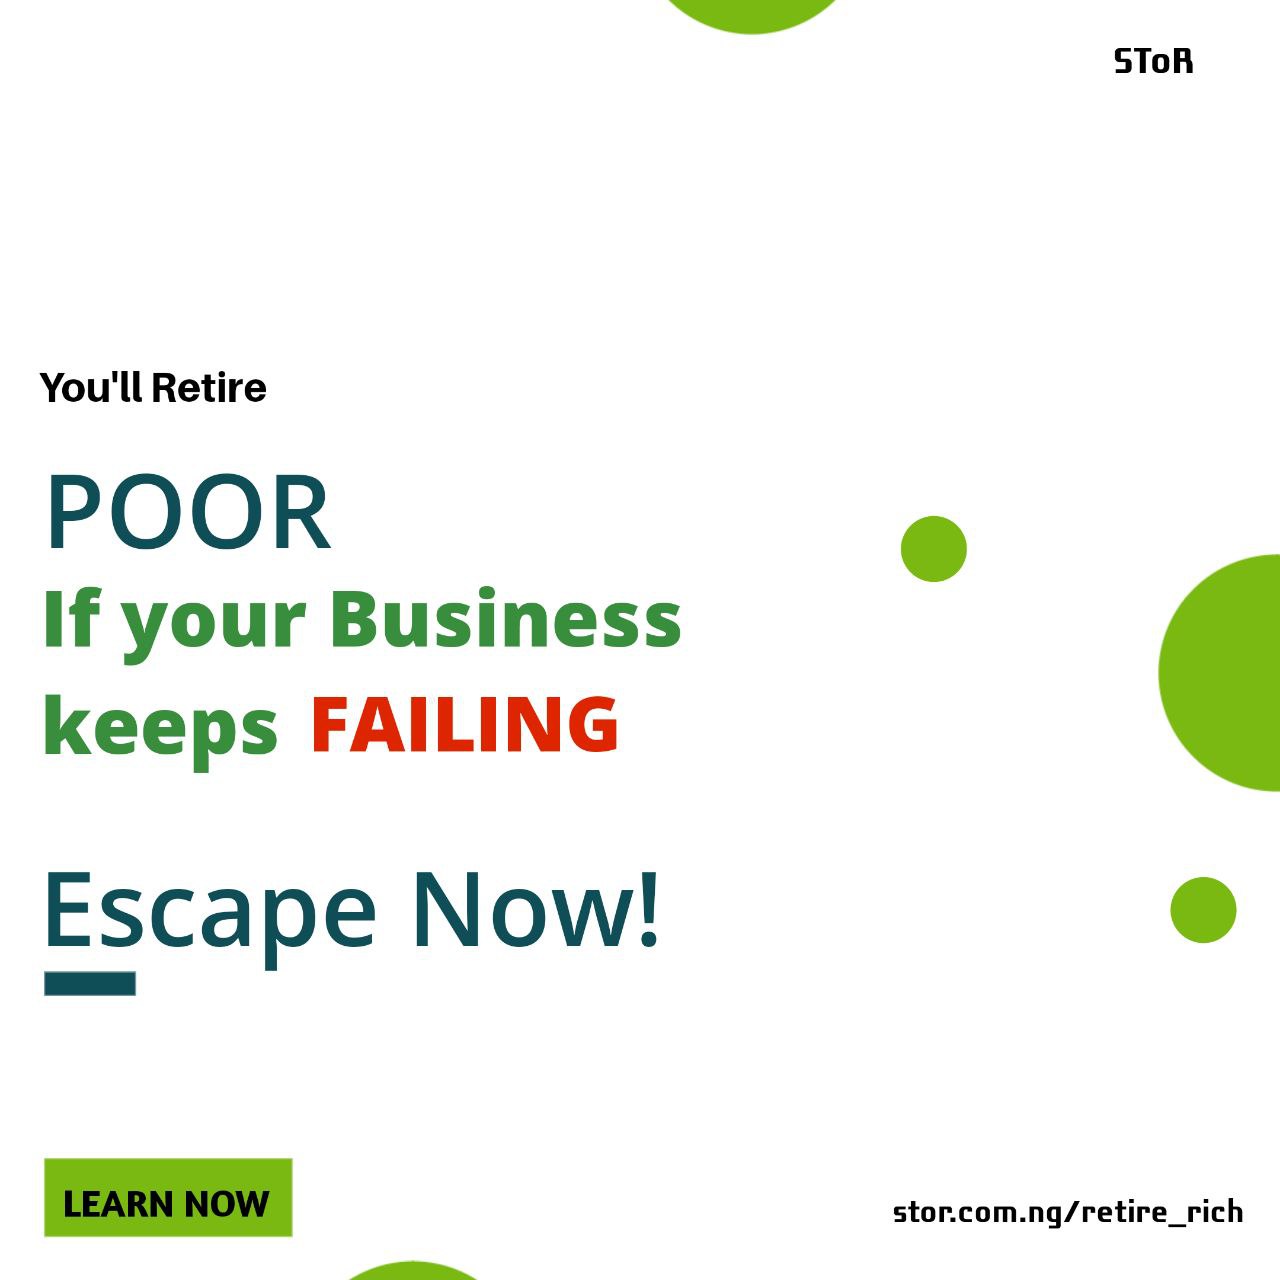 SToR
You'll Retire
POOR
If your Business
keeps FAILING
Escape Now!
LEARN NOW
stor.com.ng/retire_rich